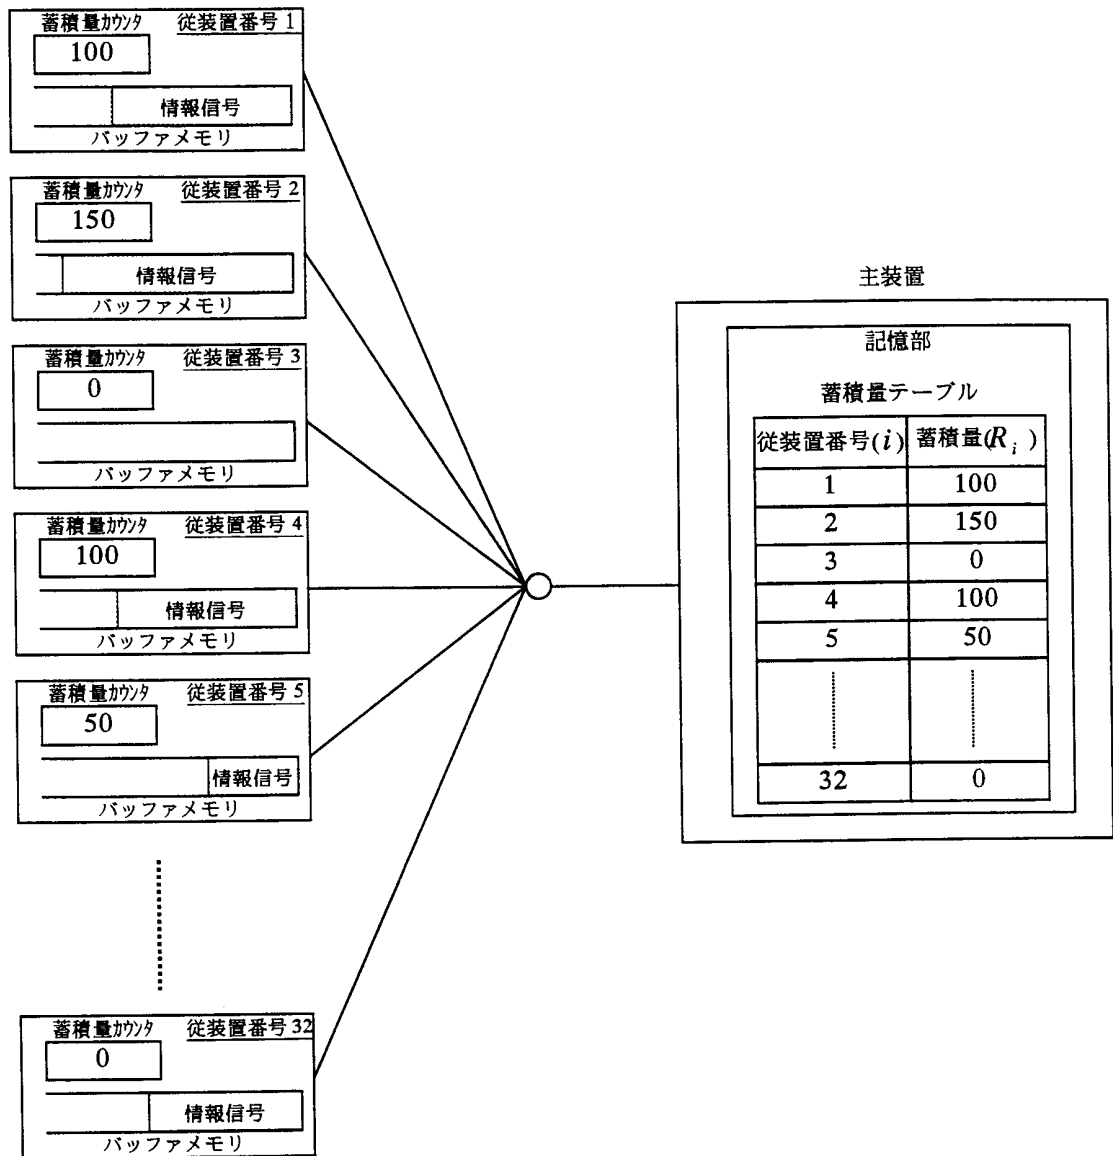 蓄積量カウンタ 従装置番号 1
100
情報信号
バッファメモリ
蓄積量カウンタ 従装置番号 2
150
情報信号
バッファメモリ
蓄積量カウンタ 従装置番号 3
0
バッファメモリ
蓄積量カウンタ 従装置番号 4
100
情報信号
バッファメモリ
蓄積量カウンタ 従装置番号 5
50
情報信号
バッファメモリ
蓄積量カウンタ 従装置番号 32
0
情報信号
バッファメモリ
主装置
記憶部
蓄積量テーブル
従装置番号(i) 蓄積量(R_i)
1 100
2 150
3 0
4 100
5 50
32 0